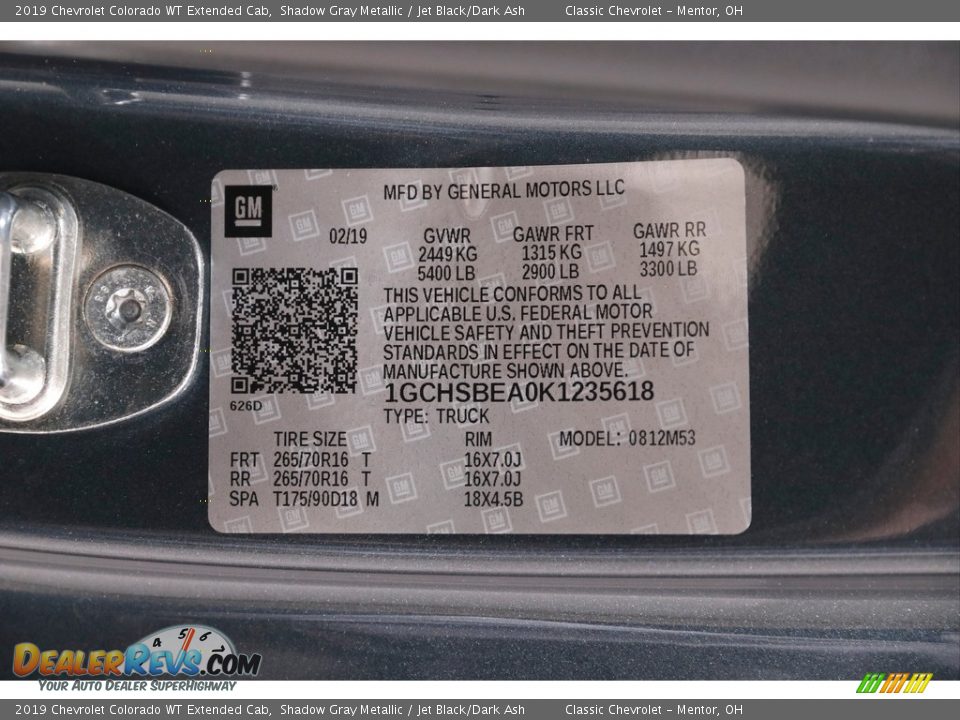 2019 Chevrolet Colorado WT Extended Cab, Shadow Gray Metallic / Jet Black/Dark Ash Classic Chevrolet - Mentor, OH
GM
MFD BY GENERAL MOTORS LLC
02/19 GVWR GAWR FRT GAWR RR
2449 KG 1315 KG 1497 KG
5400 LB 2900 LB 3300 LB
THIS VEHICLE CONFORMS TO ALL
APPLICABLE U.S. FEDERAL MOTOR
VEHICLE SAFETY AND THEFT PREVENTION
STANDARDS IN EFFECT ON THE DATE OF
MANUFACTURE SHOWN ABOVE.
1GCHSBEA0K1235618
626D
TYPE: TRUCK
TIRE SIZE RIM MODEL: 0812M53
FRT 265/70R16 T 16X7.0J
RR 265/70R16 T 16X7.0J
SPA T175/90D18 M 18X4.5B
4 5 6
DEALERREVS.COM
YOUR AUTO DEALER SUPERHIGHWAY
2019 Chevrolet Colorado WT Extended Cab, Shadow Gray Metallic / Jet Black/Dark Ash Classic Chevrolet - Mentor, OH